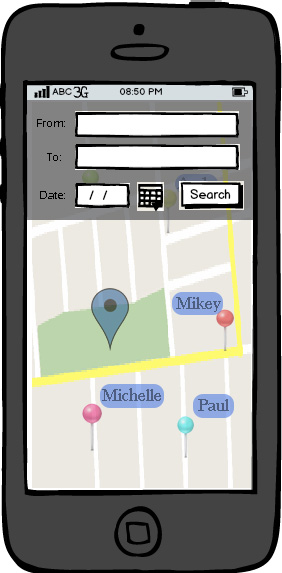 ABC 3G 08:50 PM
From:
To:
Date: / / Search
Mikey
Michelle
Paul